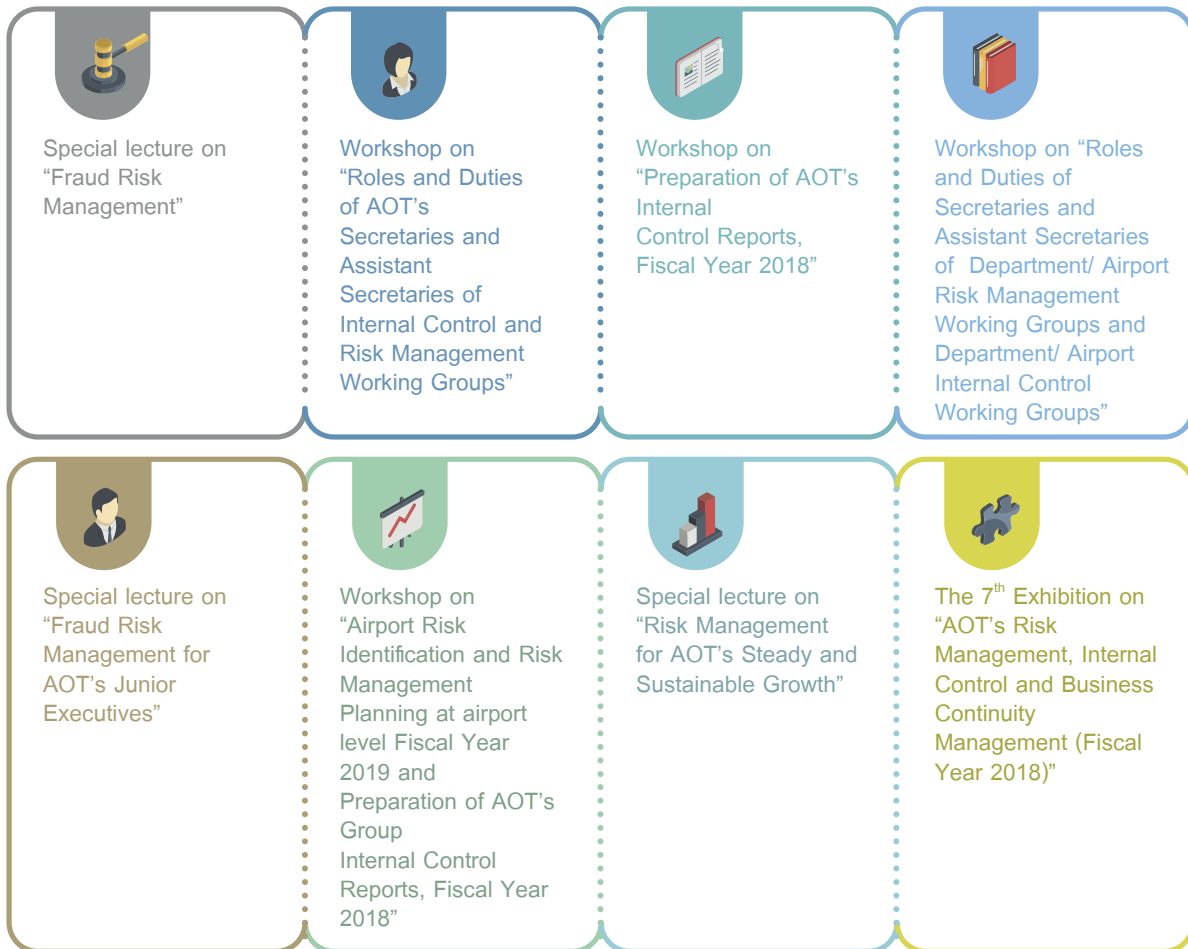 Special lecture on
“Fraud Risk
Management”
Workshop on
“Roles and Duties
of AOT’s
Secretaries and
Assistant
Secretaries of
Internal Control and
Risk Management
Working Groups”
Workshop on
“Preparation of AOT’s
Internal
Control Reports,
Fiscal Year 2018”
Workshop on “Roles
and Duties of
Secretaries and
Assistant Secretaries
of Department/ Airport
Risk Management
Working Groups and
Department/ Airport
Internal Control
Working Groups”
Special lecture on
“Fraud Risk
Management for
AOT’s Junior
Executives”
Workshop on
“Airport Risk
Identification and Risk
Management
Planning at airport
level Fiscal Year
2019 and
Preparation of AOT’s
Group
Internal Control
Reports, Fiscal Year
2018”
Special lecture on
“Risk Management
for AOT’s Steady and
Sustainable Growth”
The 7th Exhibition on
“AOT’s Risk
Management, Internal
Control and Business
Continuity
Management (Fiscal
Year 2018)”